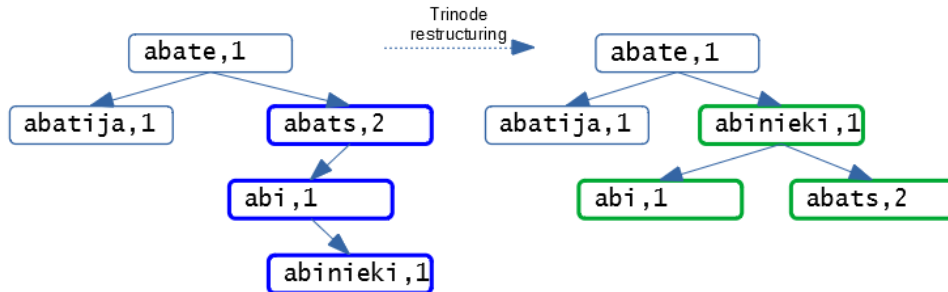 Trinode
restructuring
abate,1
abate,1
abatija,1
abats,2
abatija,1
abinieki,1
abi,1
abi,1
abats,2
abinieki,1